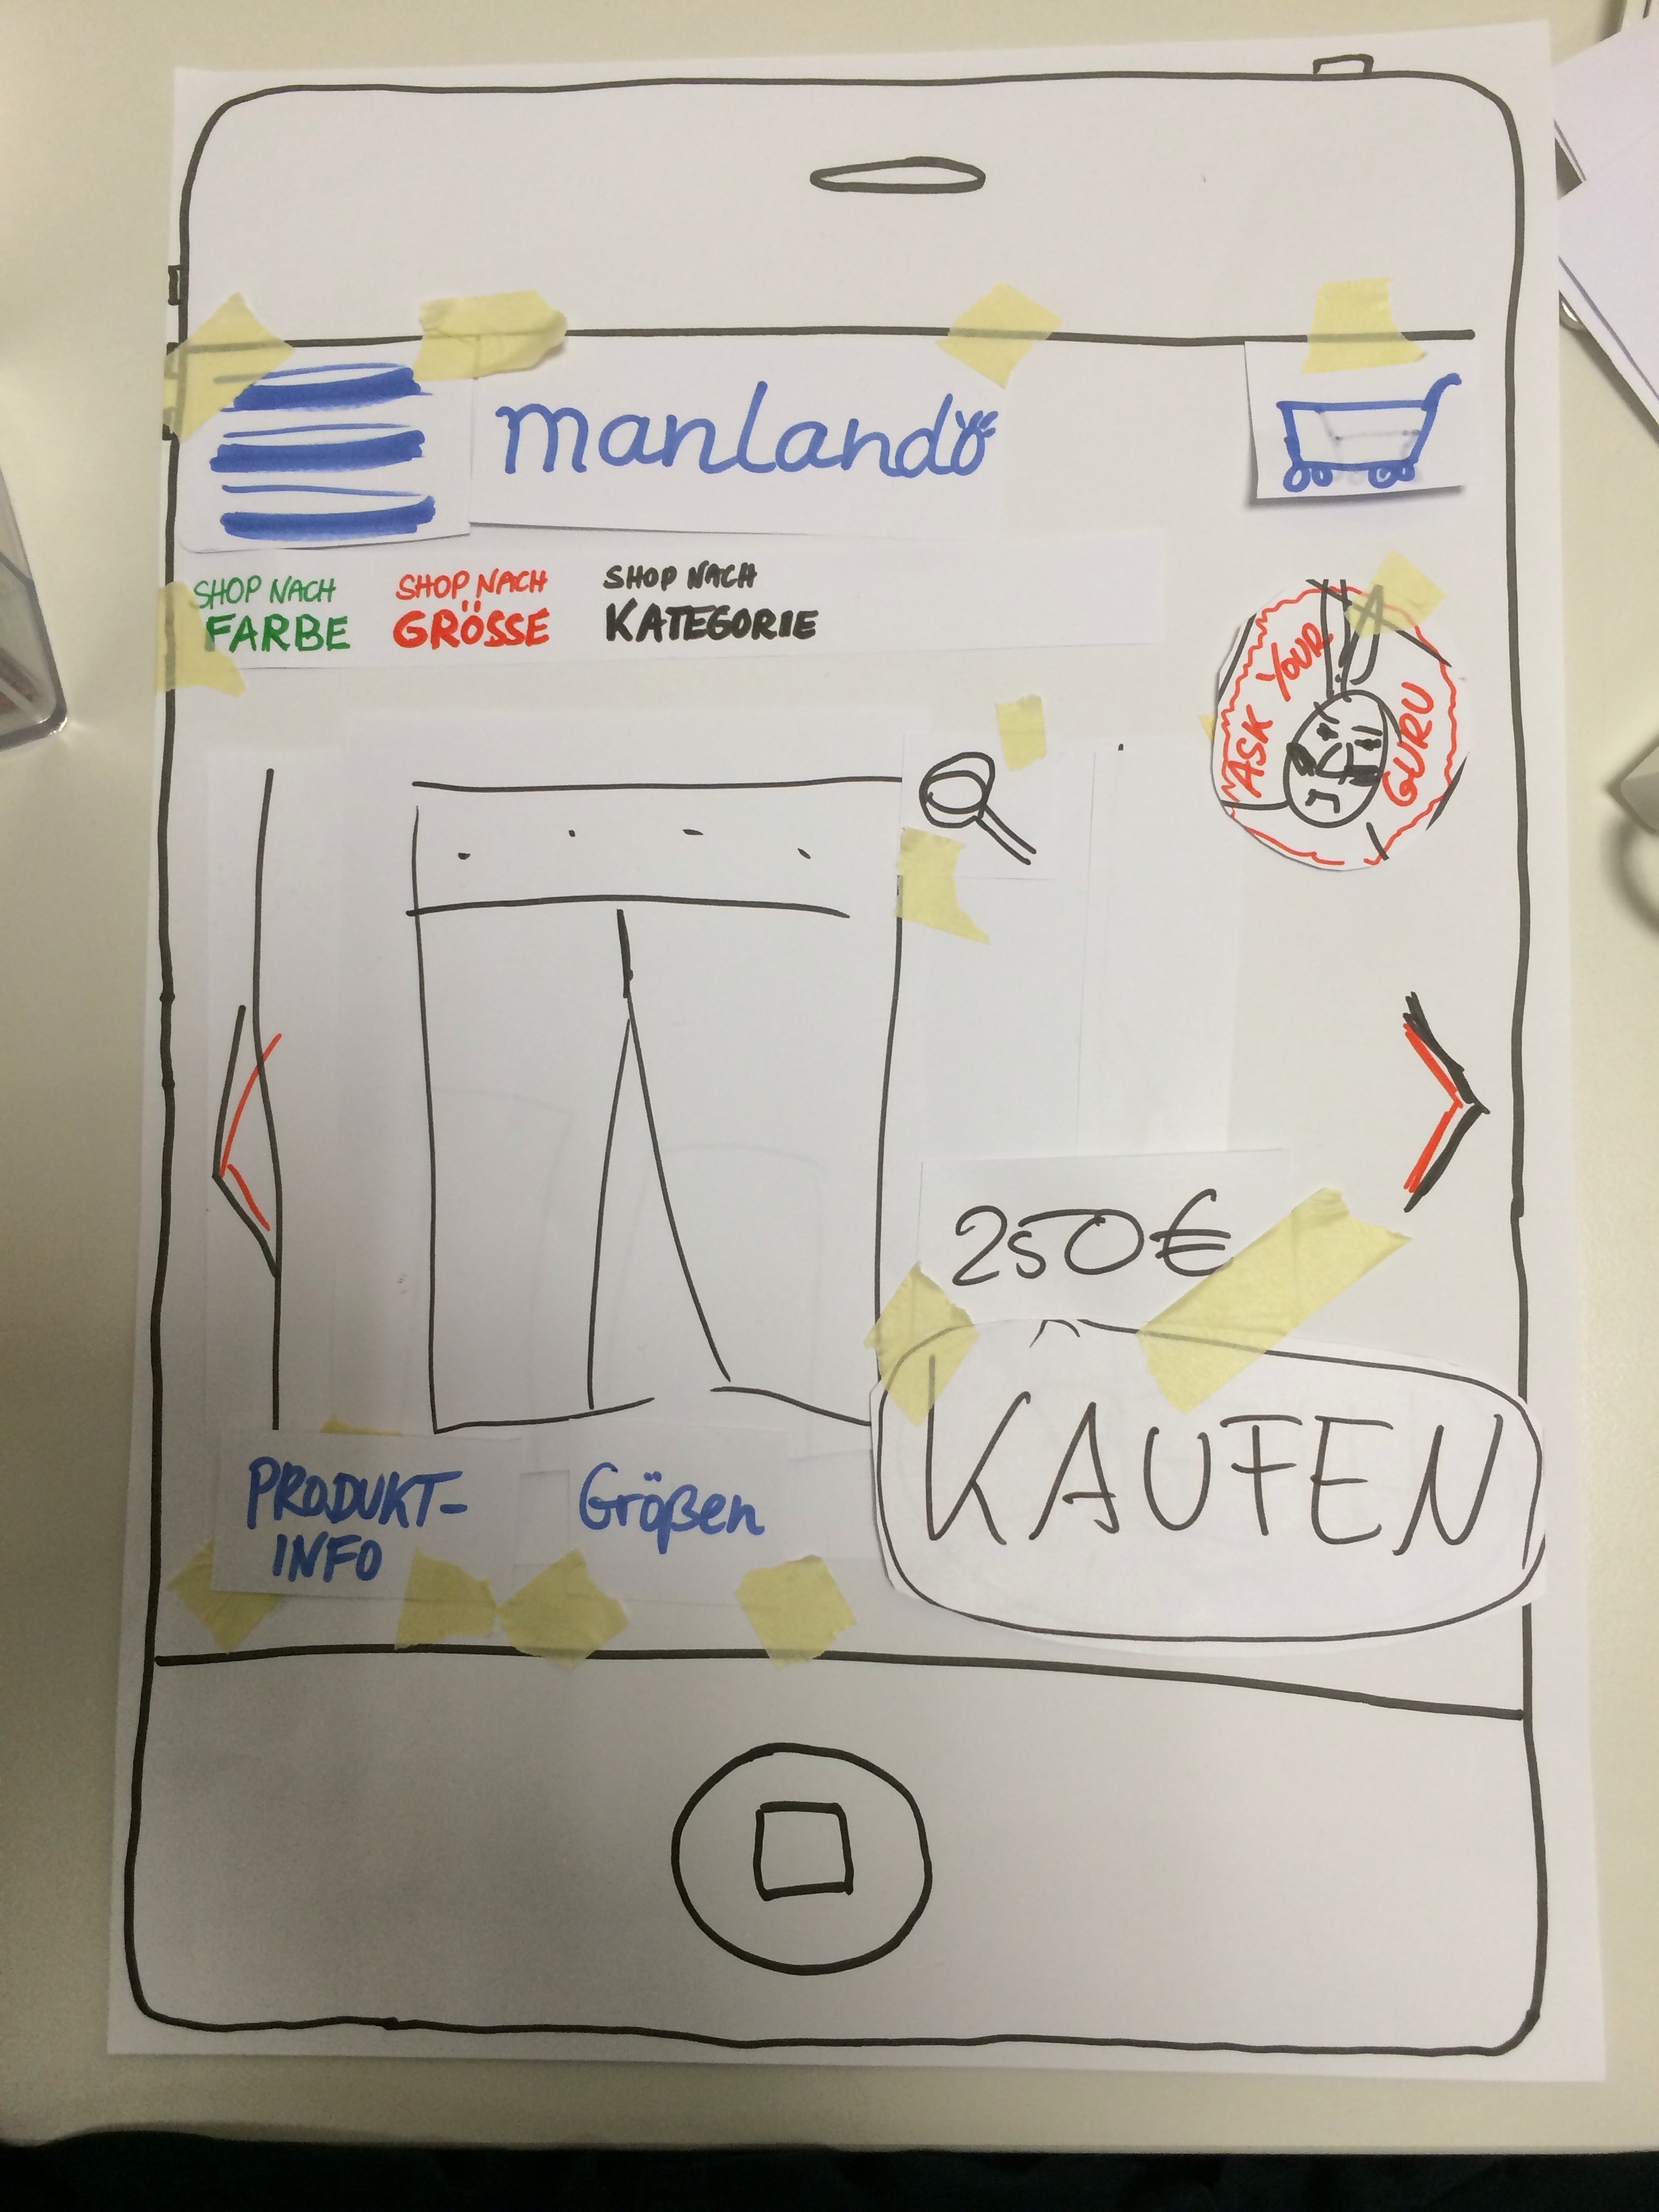 manlando
SHOP NACH
FARBE
SHOP NACH
GRÖSSE
SHOP NACH
KATEGORIE
ASK YOUR GURU
250€
KAUFEN
PRODUKT-
INFO
Größen